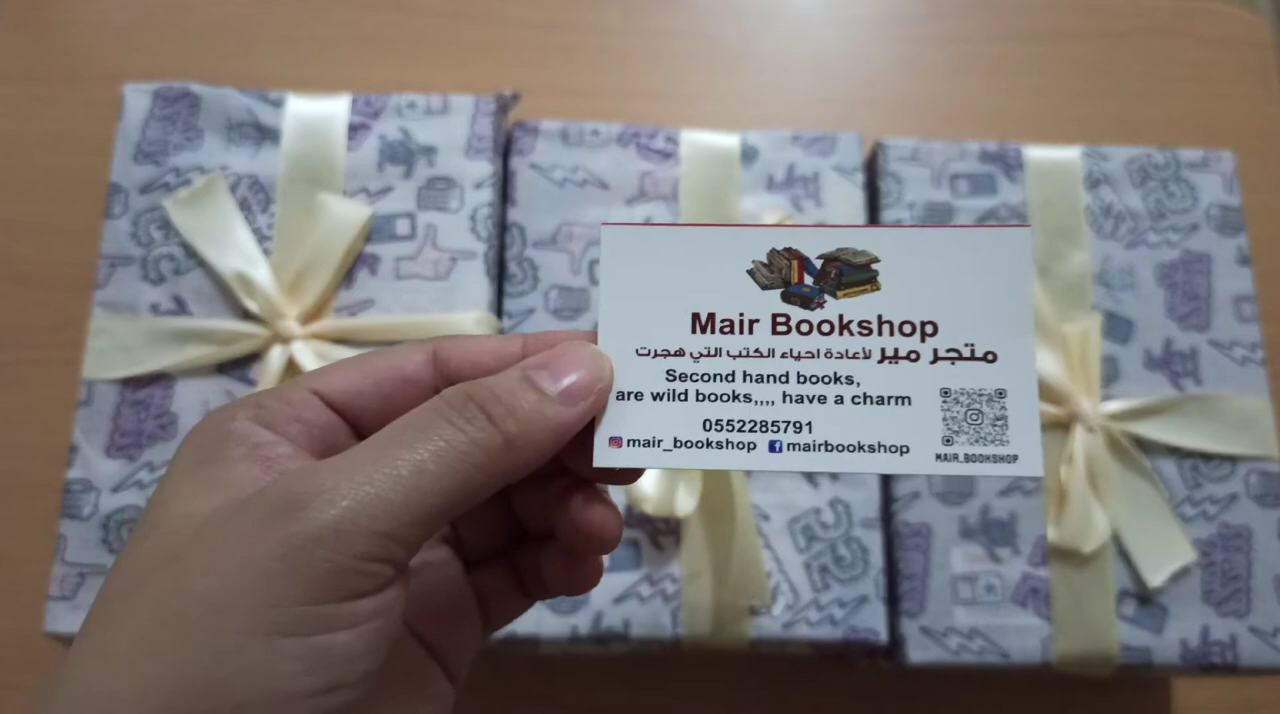 Mair Bookshop
متجر مير لأعادة احياء الكتب التي هجرت
Second hand books,
are wild books,,,, have a charm
0552285791
mair_bookshop mairbookshop
MAIR_BOOKSHOP